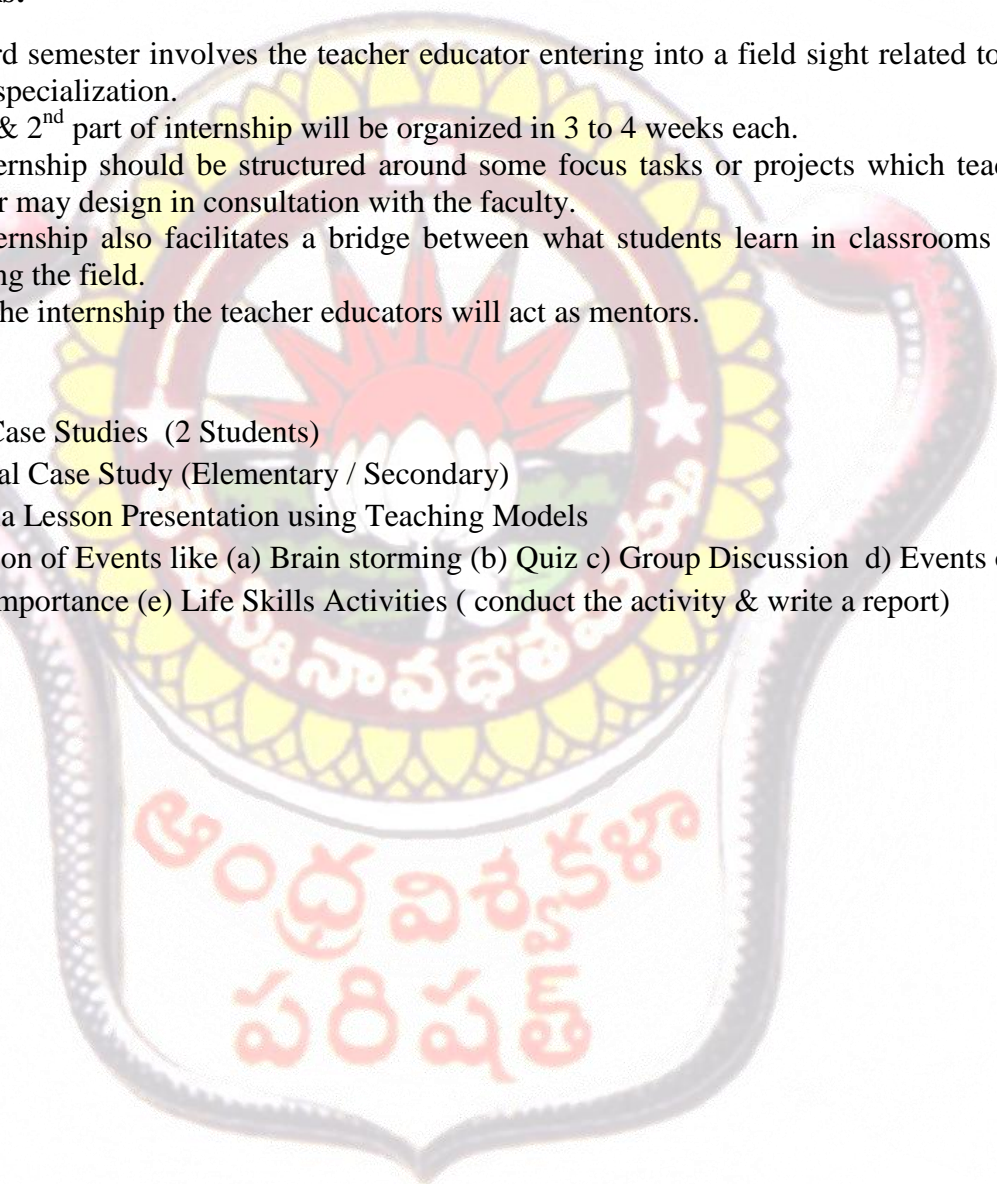 rd semester involves the teacher educator entering into a field sight related to
specialization.
& 2nd part of internship will be organized in 3 to 4 weeks each.
ernship should be structured around some focus tasks or projects which teac
r may design in consultation with the faculty.
ernship also facilitates a bridge between what students learn in classrooms
ng the field.
he internship the teacher educators will act as mentors.
Case Studies (2 Students)
al Case Study (Elementary / Secondary)
a Lesson Presentation using Teaching Models
on of Events like (a) Brain storming (b) Quiz c) Group Discussion d) Events
mportance (e) Life Skills Activities ( conduct the activity & write a report)
ఆంధ్ర విశ్వకళా
పరిషత్